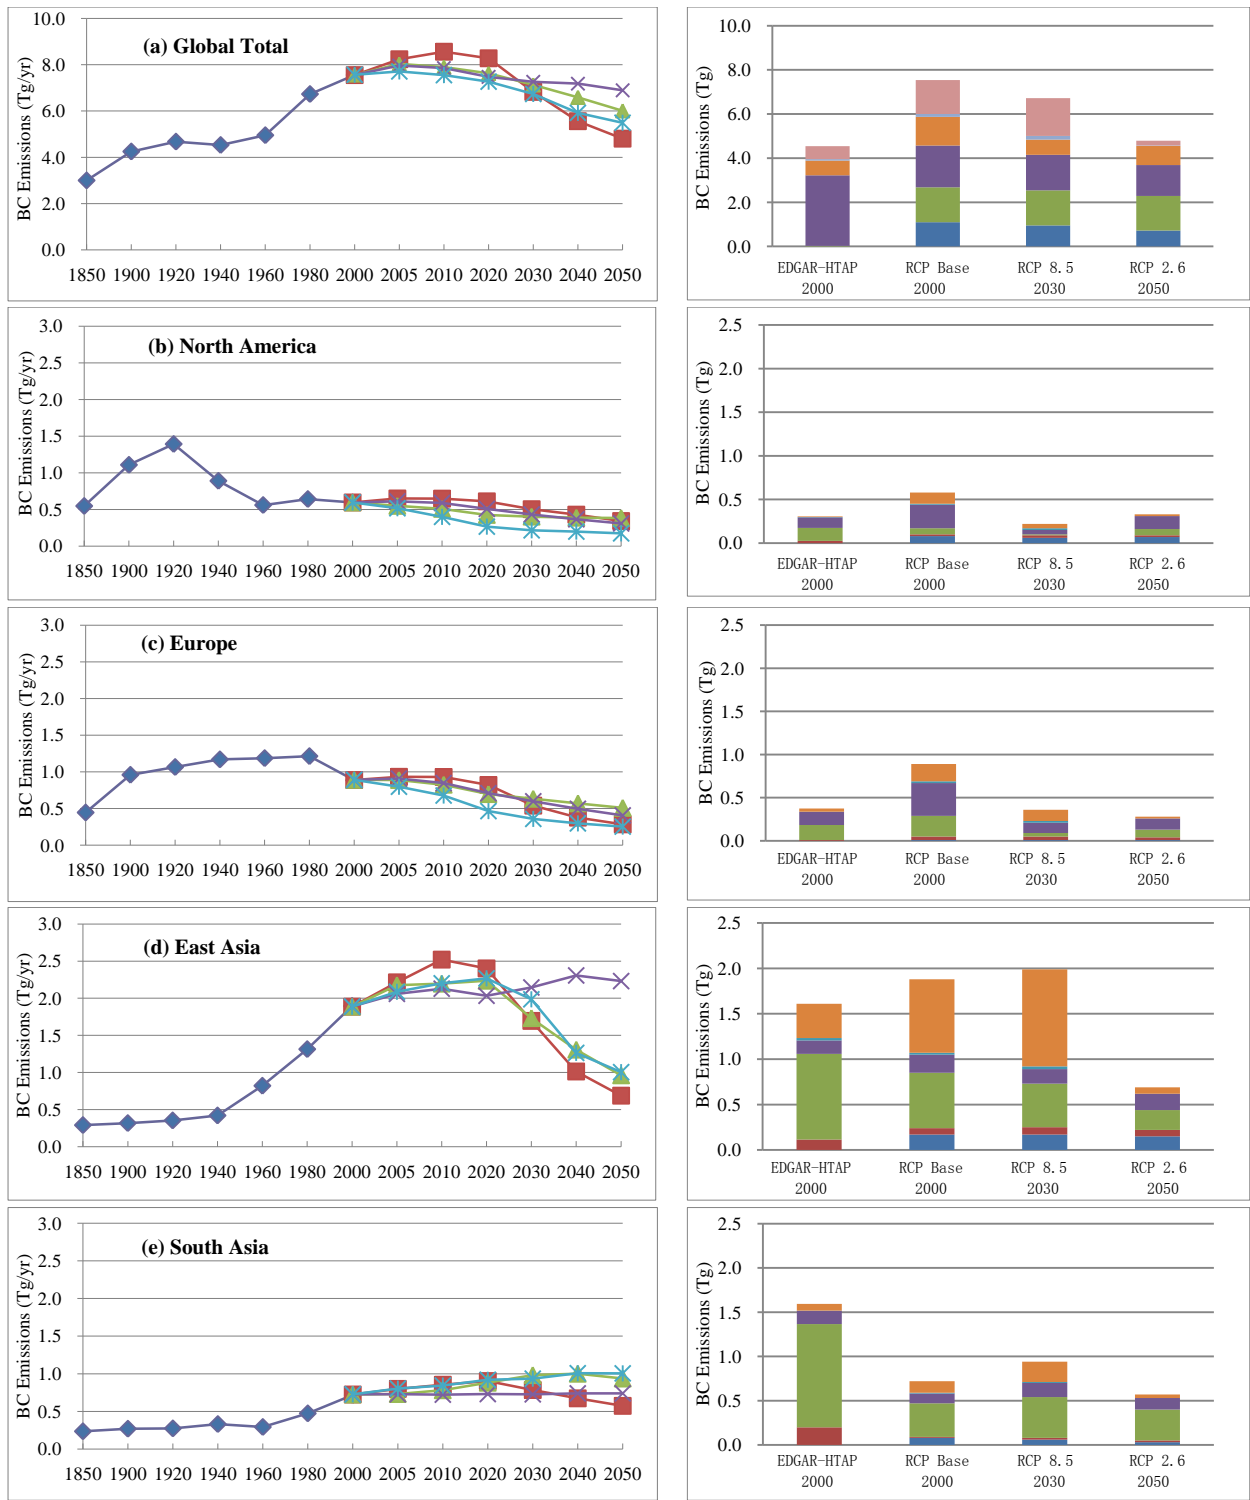 (a) Global Total
BC Emissions (Tg/yr)
10.0
8.0
6.0
4.0
2.0
0.0
1850 1900 1920 1940 1960 1980 2000 2005 2010 2020 2030 2040 2050
BC Emissions (Tg)
10.0
8.0
6.0
4.0
2.0
0.0
EDGAR-HTAP RCP Base RCP 8.5 RCP 2.6
2000 2000 2030 2050
(b) North America
BC Emissions (Tg/yr)
3.0
2.5
2.0
1.5
1.0
0.5
0.0
1850 1900 1920 1940 1960 1980 2000 2005 2010 2020 2030 2040 2050
BC Emissions (Tg)
2.5
2.0
1.5
1.0
0.5
0.0
EDGAR-HTAP RCP Base RCP 8.5 RCP 2.6
2000 2000 2030 2050
(c) Europe
BC Emissions (Tg/yr)
3.0
2.5
2.0
1.5
1.0
0.5
0.0
1850 1900 1920 1940 1960 1980 2000 2005 2010 2020 2030 2040 2050
BC Emissions (Tg)
2.5
2.0
1.5
1.0
0.5
0.0
EDGAR-HTAP RCP Base RCP 8.5 RCP 2.6
2000 2000 2030 2050
(d) East Asia
BC Emissions (Tg/yr)
3.0
2.5
2.0
1.5
1.0
0.5
0.0
1850 1900 1920 1940 1960 1980 2000 2005 2010 2020 2030 2040 2050
BC Emissions (Tg)
2.5
2.0
1.5
1.0
0.5
0.0
EDGAR-HTAP RCP Base RCP 8.5 RCP 2.6
2000 2000 2030 2050
(e) South Asia
BC Emissions (Tg/yr)
3.0
2.5
2.0
1.5
1.0
0.5
0.0
1850 1900 1920 1940 1960 1980 2000 2005 2010 2020 2030 2040 2050
BC Emissions (Tg)
2.5
2.0
1.5
1.0
0.5
0.0
EDGAR-HTAP RCP Base RCP 8.5 RCP 2.6
2000 2000 2030 2050